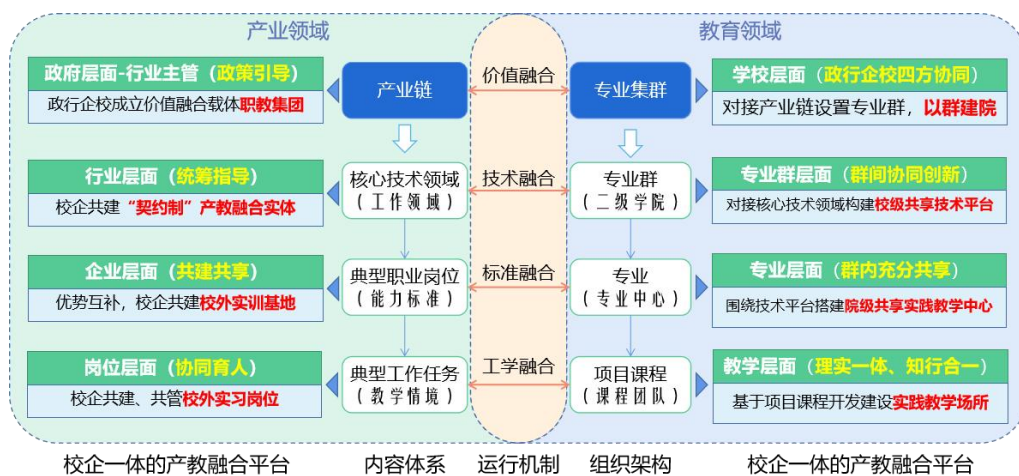 产业领域
教育领域
政府层面-行业主管（政策引导）
政行企校成立价值融合载体职教集团
产业链
价值融合
专业集群
学校层面（政行企校四方协同）
对接产业链设置专业群，以群建院
行业层面（统筹指导）
校企共建“契约制”产教融合实体
核心技术领域
（工作领域）
技术融合
专业群
（二级学院）
专业群层面（群间协同创新）
对接核心技术领域构建校级共享技术平台
企业层面（共建共享）
优势互补，校企共建校外实训基地
典型职业岗位
（能力标准）
标准融合
专业
（专业中心）
专业层面（群内充分共享）
围绕技术平台搭建院级共享实践教学中心
岗位层面（协同育人）
校企共建、共管校外实习岗位
典型工作任务
（教学情境）
工学融合
项目课程
（课程团队）
教学层面（理实一体、知行合一）
基于项目课程开发建设实践教学场所
校企一体的产教融合平台
内容体系
运行机制
组织架构
校企一体的产教融合平台